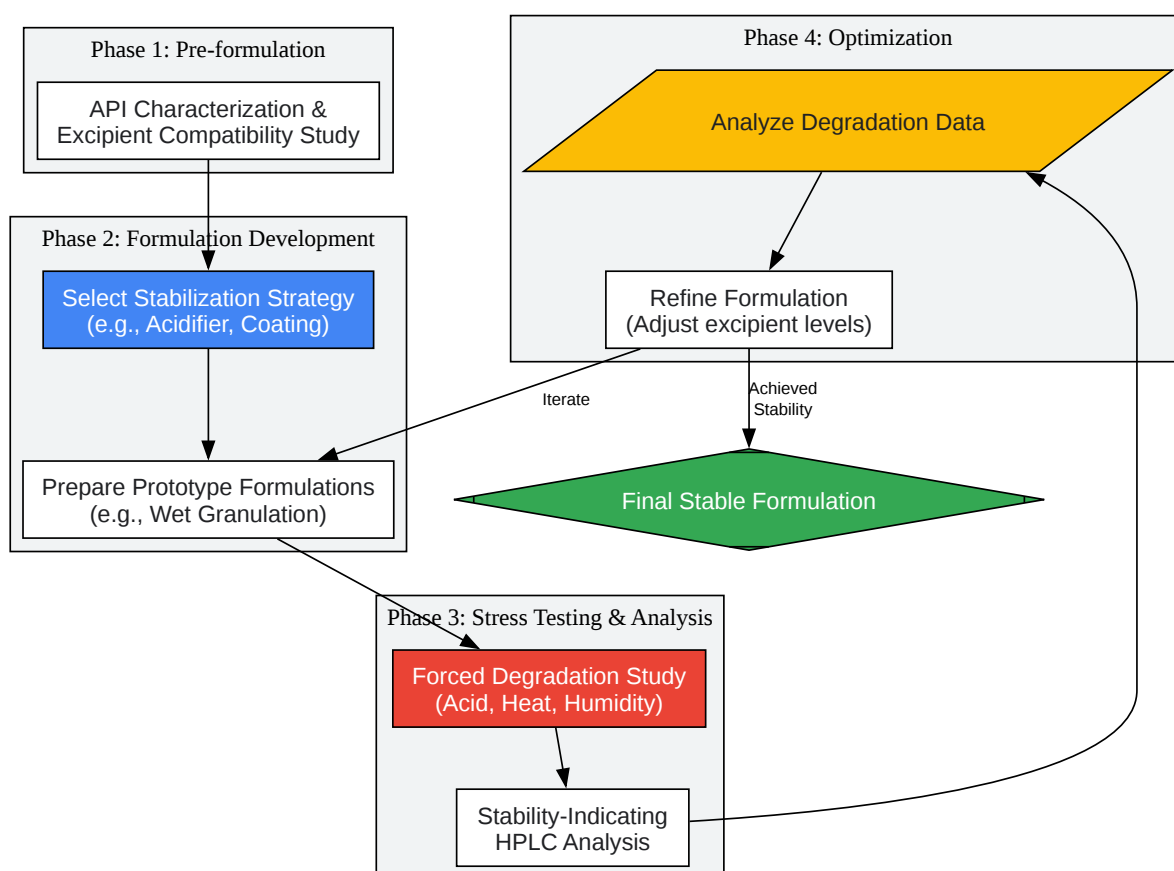 Phase 1: Pre-formulation
API Characterization &
Excipient Compatibility Study
Phase 2: Formulation Development
Select Stabilization Strategy
(e.g., Acidifier, Coating)
Prepare Prototype Formulations
(e.g., Wet Granulation)
Phase 3: Stress Testing & Analysis
Forced Degradation Study
(Acid, Heat, Humidity)
Stability-Indicating
HPLC Analysis
Phase 4: Optimization
Analyze Degradation Data
Refine Formulation
(Adjust excipient levels)
Iterate
Achieved
Stability
Final Stable Formulation